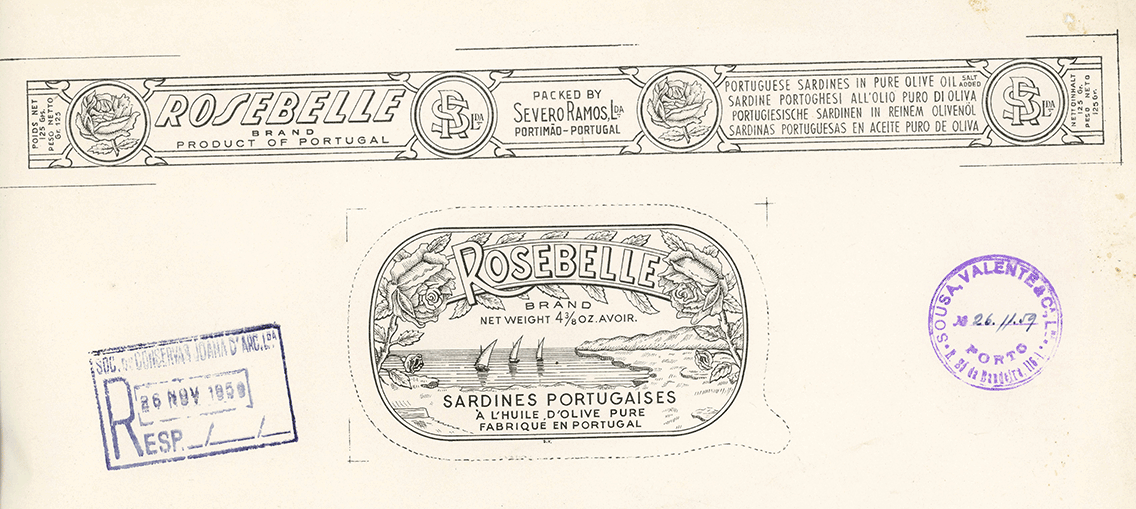 POIDS NET
125 Grs.
PESO NETTO
Gr. 125
ROSEBELLE
BRAND
PRODUCT OF PORTUGAL
SR LDA
PACKED BY
SEVERO RAMOS, LDA
PORTIMÃO-PORTUGAL
PORTUGUESE SARDINES IN PURE OLIVE OIL SALT ADDED
SARDINE PORTOGHESI ALL'OLIO PURO DI OLIVA
PORTUGIESISCHE SARDINEN IN REINEM OLIVENÖL
SARDINAS PORTUGUESAS EN ACEITE PURO DE OLIVA
SR LDA
NETTOINHALT
125 Gr.
PESO NETO
125 Gr.
ROSEBELLE
BRAND
NET WEIGHT 4 3/8 OZ. AVOIR.
SARDINES PORTUGAISES
À L'HUILE D'OLIVE PURE
FABRIQUE EN PORTUGAL
SOC. DE CONSERVAS JOANA D'ARC, LDA
R
26 NOV 1959
ESP. _/_/_
SOUSA, VALENTE & CA, L
26.11.59
PORTO
R. Sá da Bandeira,